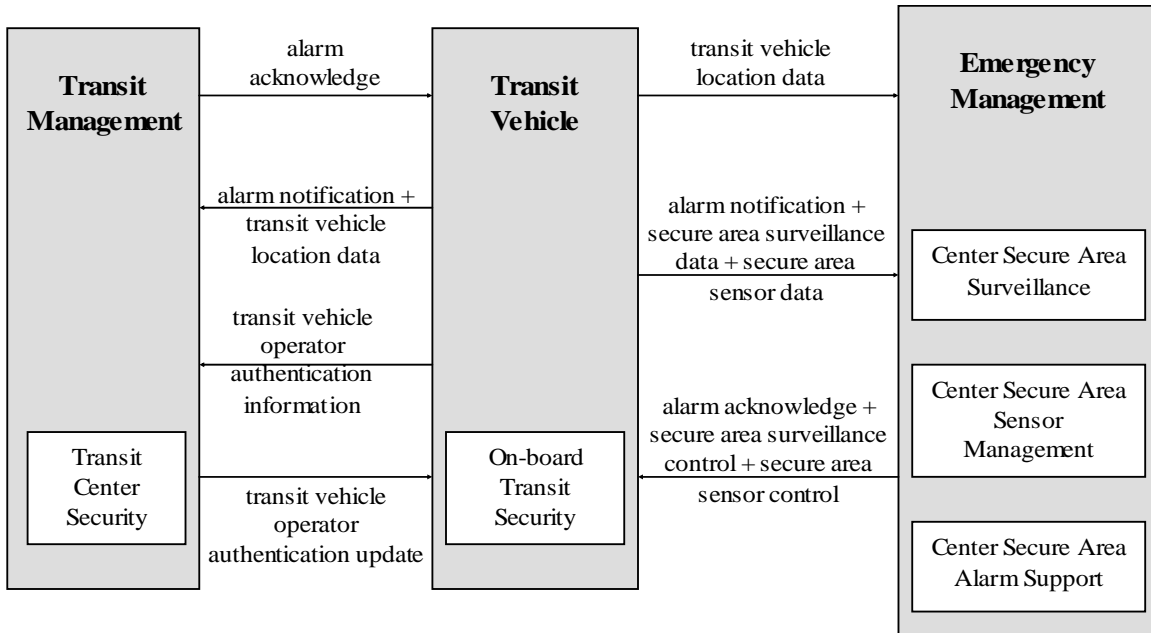 Transit
Management
alarm
acknowledge
alarm notification +
transit vehicle
location data
transit vehicle
operator
authentication
information
Transit
Center
Security
transit vehicle
operator
authentication update
Transit
Vehicle
On-board
Transit
Security
transit vehicle
location data
alarm notification +
secure area surveillance
data + secure area
sensor data
alarm acknowledge +
secure area surveillance
control + secure area
sensor control
Emergency
Management
Center Secure Area
Surveillance
Center Secure Area
Sensor
Management
Center Secure Area
Alarm Support